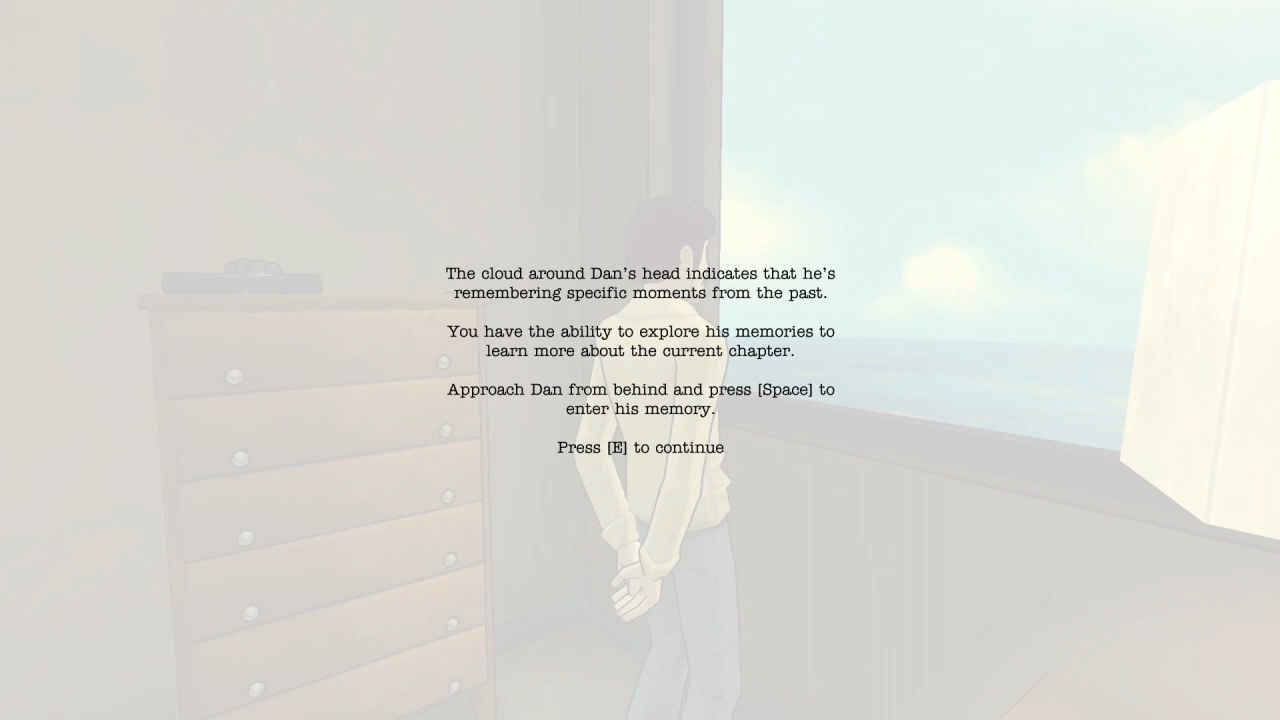 The cloud around Dan's head indicates that he's
remembering specific moments from the past.
You have the ability to explore his memories to
learn more about the current chapter.
Approach Dan from behind and press [Space] to
enter his memory.
Press [E] to continue